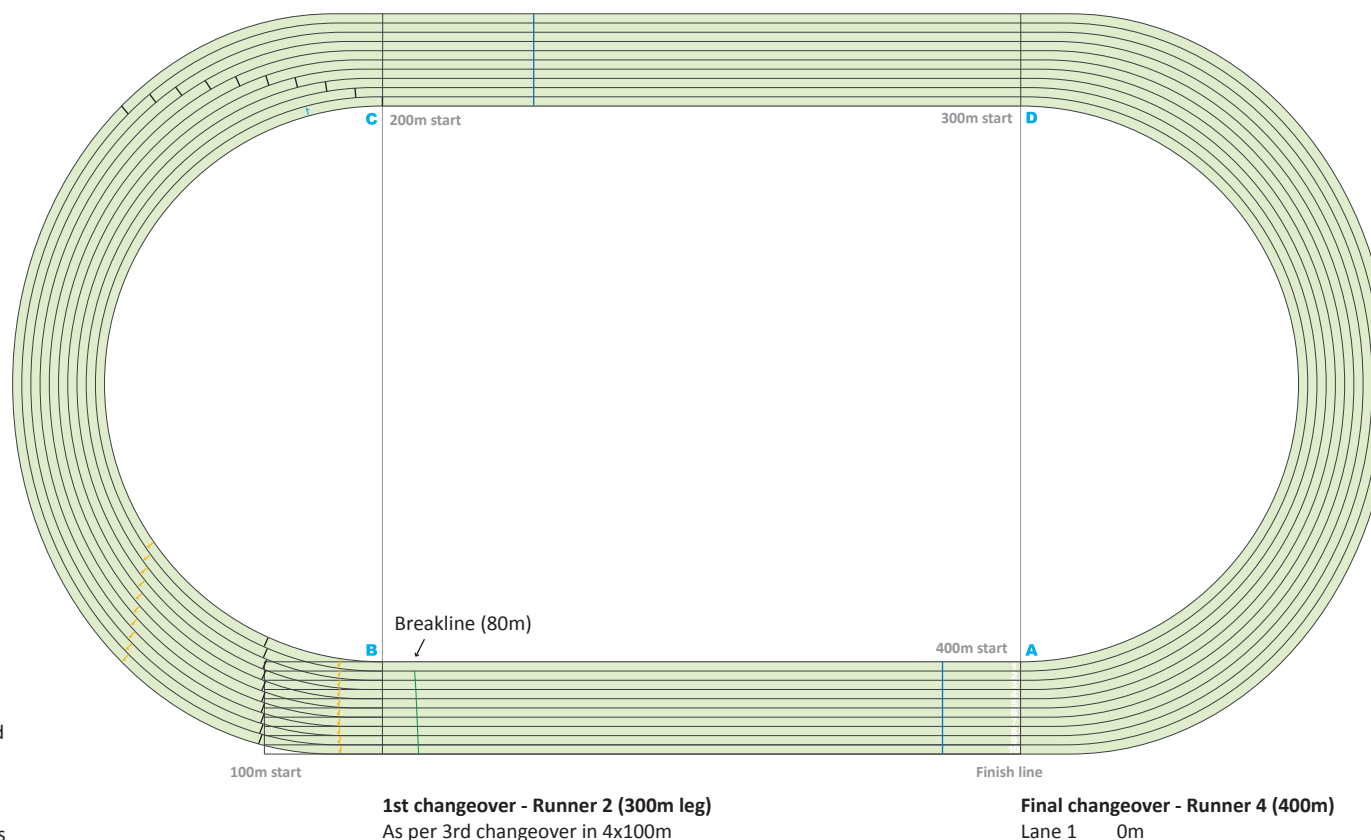 C 200m start
300m start D
Breakline (80m)
B
400m start A
d
100m start
Finish line
1st changeover - Runner 2 (300m leg)
As per 3rd changeover in 4x100m
Final changeover - Runner 4 (400m)
Lane 1 0m
s